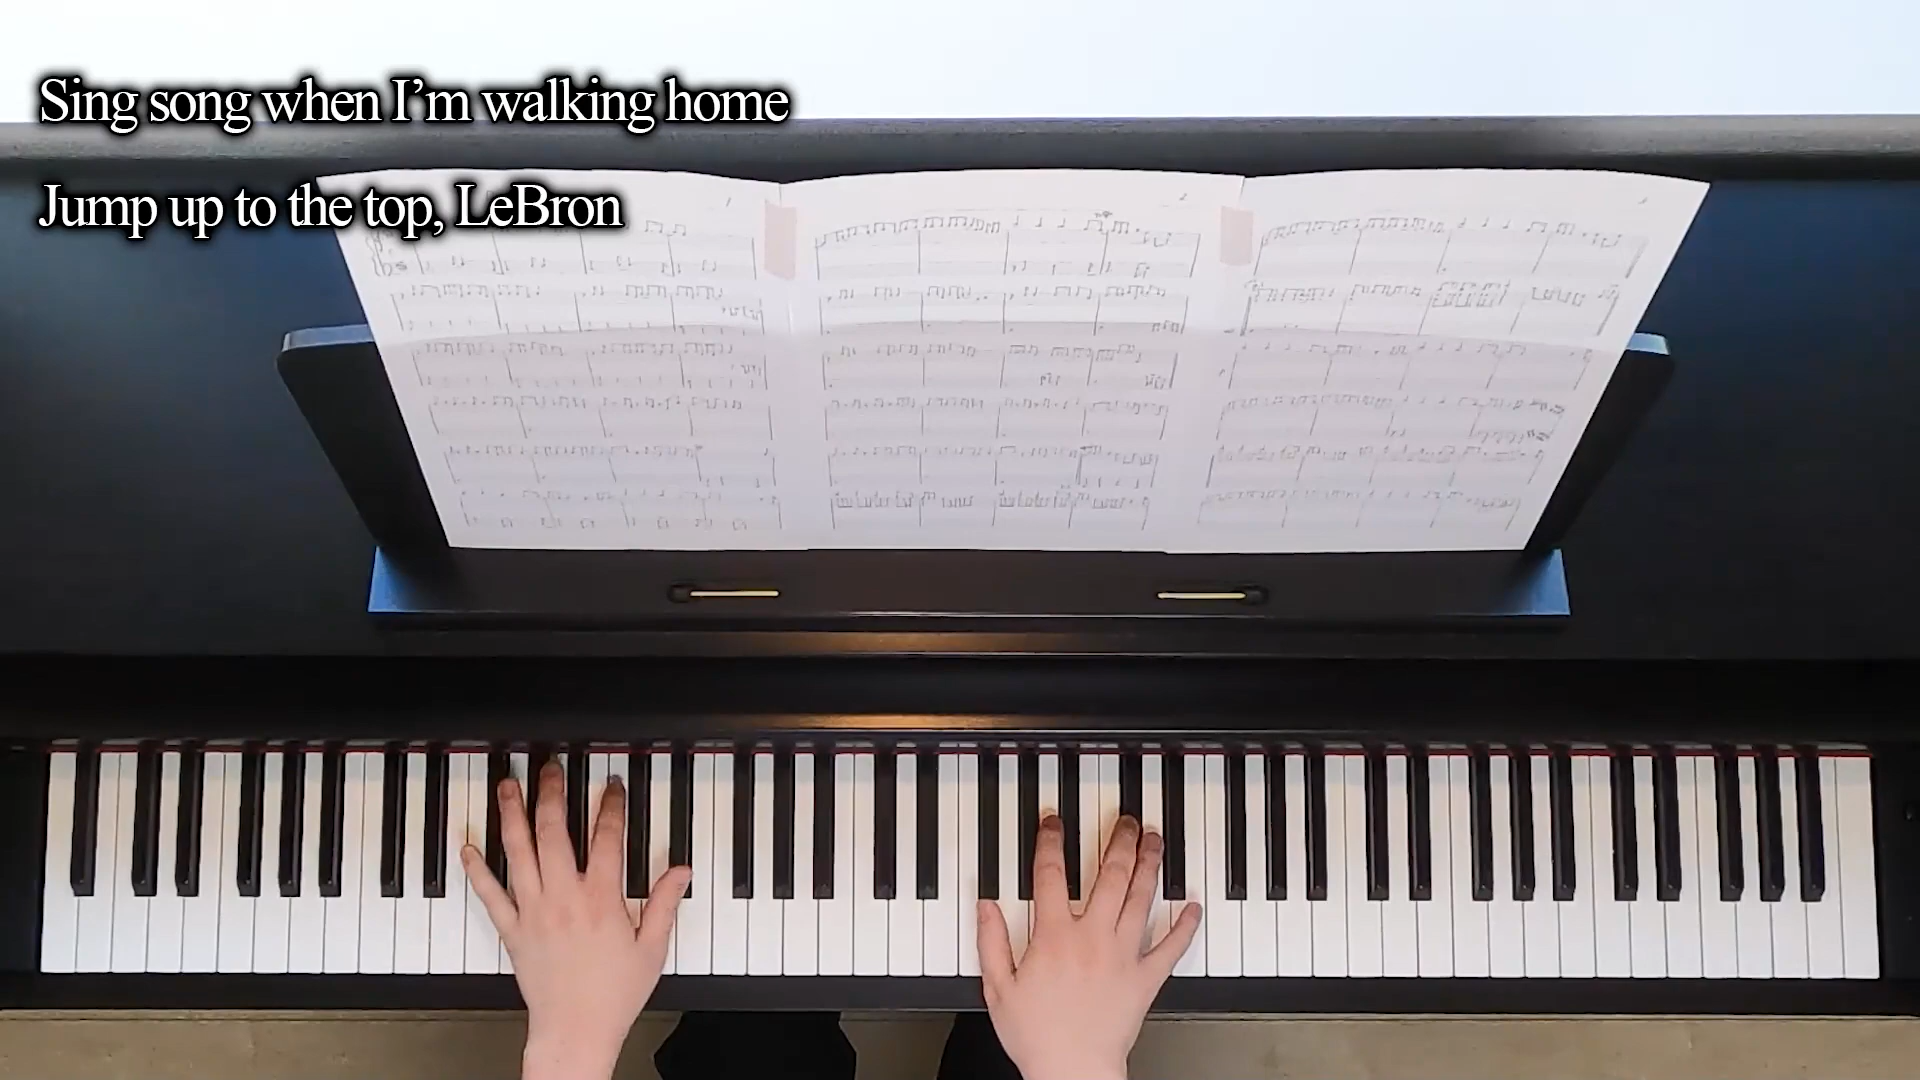 Sing song when I’m walking home
Jump up to the top, LeBron